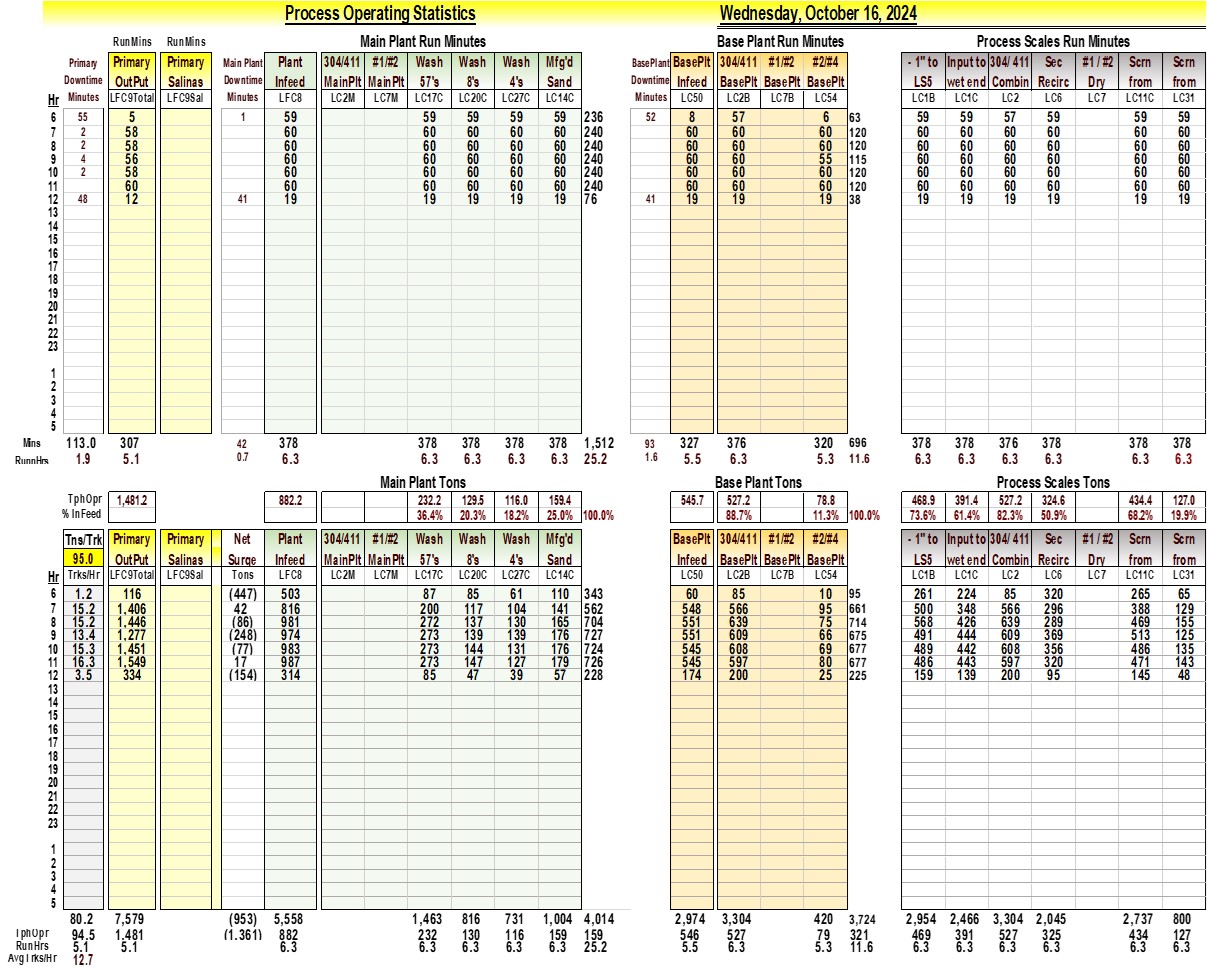 Process Operating Statistics Wednesday, October 16, 2024
RunMins RunMins Main Plant Run Minutes Base Plant Run Minutes Process Scales Run Minutes
Primary Primary Primary Main Plant Plant 304/411 #1/#2 Wash Wash Wash Mfg'd BasePlant BasePlt 304/411 #1/#2 #2/#4 - 1" to Input to 304/ 411 Sec #1 / #2 Scrn Scrn
Downtime OutPut Salinas Downtime Infeed MainPlt MainPlt 57's 8's 4's Sand Downtime Infeed BasePlt BasePlt BasePlt LS5 wet end Combin Recirc Dry from from
Hr Minutes LFC9Total LFC9Sal Minutes LFC8 LC2M LC7M LC17C LC20C LC27C LC14C Minutes LC50 LC2B LC7B LC54 LC1B LC1C LC2 LC6 LC7 LC11C LC31
6 55 5 1 59 59 59 59 59 236 52 8 57 6 63 59 59 57 59 59 59
7 2 58 60 60 60 60 60 240 60 60 60 120 60 60 60 60 60 60
8 2 58 60 60 60 60 60 240 60 60 60 120 60 60 60 60 60 60
9 4 56 60 60 60 60 60 240 60 60 55 115 60 60 60 60 60 60
10 2 58 60 60 60 60 60 240 60 60 60 120 60 60 60 60 60 60
11 60 60 60 60 60 60 240 60 60 60 120 60 60 60 60 60 60
12 48 12 41 19 19 19 19 19 76 41 19 19 19 38 19 19 19 19 19 19
13
14
15
16
17
18
19
20
21
22
23
1
2
3
4
5
Mins 113.0 307 42 378 378 378 378 378 1,512 93 327 376 320 696 378 378 376 378 378 378
RunnHrs 1.9 5.1 0.7 6.3 6.3 6.3 6.3 6.3 25.2 1.6 5.5 6.3 5.3 11.6 6.3 6.3 6.3 6.3 6.3 6.3
Main Plant Tons Base Plant Tons Process Scales Tons
TphOpr 1,481.2 882.2 232.2 129.5 116.0 159.4 545.7 527.2 78.8 468.9 391.4 527.2 324.6 434.4 127.0
% InFeed 36.4% 20.3% 18.2% 25.0% 100.0% 88.7% 11.3% 100.0% 73.6% 61.4% 82.3% 50.9% 68.2% 19.9%
Tns/Trk Primary Primary Net Plant 304/411 #1/#2 Wash Wash Wash Mfg'd BasePlt 304/411 #1/#2 #2/#4 - 1" to Input to 304/ 411 Sec #1 / #2 Scrn Scrn
95.0 OutPut Salinas Surge Infeed MainPlt MainPlt 57's 8's 4's Sand Infeed BasePlt BasePlt BasePlt LS5 wet end Combin Recirc Dry from from
Hr Trks/Hr LFC9Total LFC9Sal Tons LFC8 LC2M LC7M LC17C LC20C LC27C LC14C LC50 LC2B LC7B LC54 LC1B LC1C LC2 LC6 LC7 LC11C LC31
6 1.2 116 (447) 503 87 85 61 110 343 60 85 10 95 261 224 85 320 265 65
7 15.2 1,406 42 816 200 117 104 141 562 548 566 95 661 500 348 566 296 388 129
8 15.2 1,446 (86) 981 272 137 130 165 704 551 639 75 714 568 426 639 289 469 155
9 13.4 1,277 (248) 974 273 139 139 176 727 551 609 66 675 491 444 609 369 513 125
10 15.3 1,451 (77) 983 273 144 131 176 724 545 608 69 677 489 442 608 356 486 135
11 16.3 1,549 17 987 273 147 127 179 726 545 597 80 677 486 443 597 320 471 143
12 3.5 334 (154) 314 85 47 39 57 228 174 200 25 225 159 139 200 95 145 48
13
14
15
16
17
18
19
20
21
22
23
1
2
3
4
5
80.2 7,579 (953) 5,558 1,463 816 731 1,004 4,014 2,974 3,304 420 3,724 2,954 2,466 3,304 2,045 2,737 800
TphOpr 94.5 1,481 (1.361) 882 232 130 116 159 159 546 527 79 321 469 391 527 325 434 127
RunHrs 5.1 5.1 6.3 6.3 6.3 6.3 6.3 25.2 5.5 6.3 5.3 11.6 6.3 6.3 6.3 6.3 6.3 6.3
AvgTrks/Hr 12.7